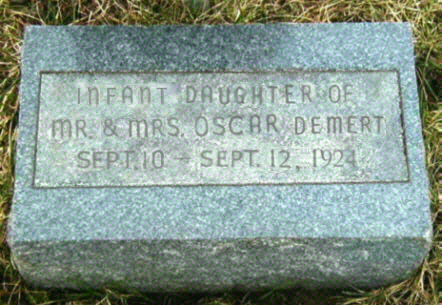 INFANT DAUGHTER OF
MR. & MRS. OSCAR DEMERT
SEPT. 10 - SEPT. 12, 1924